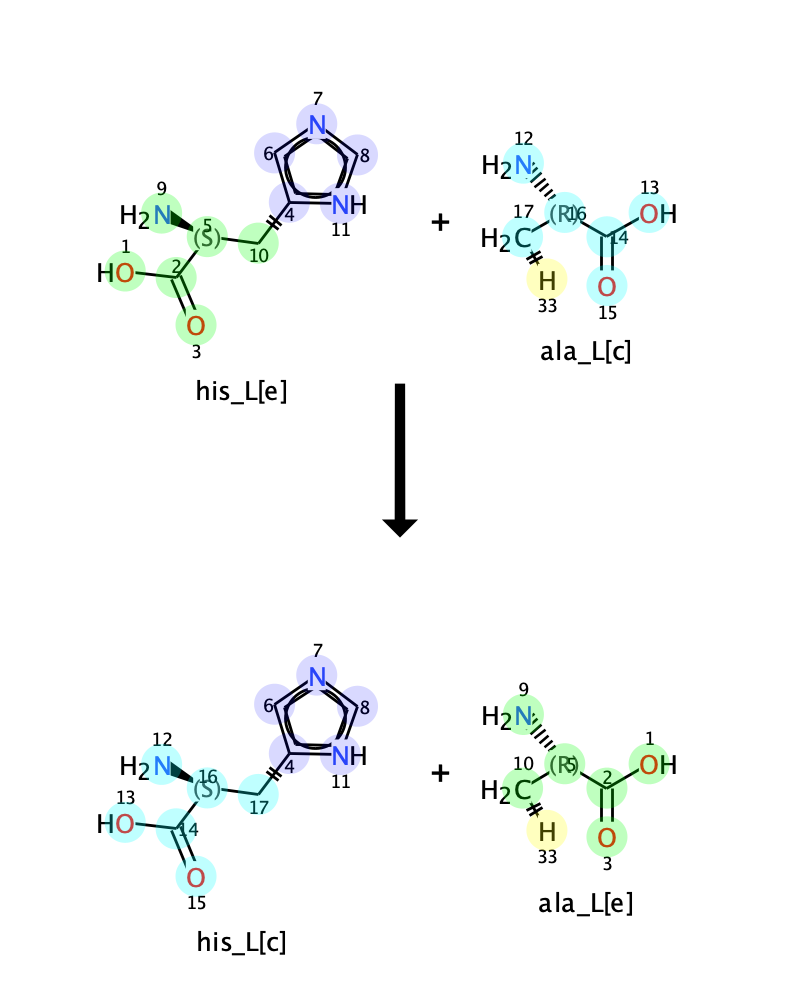 7
N
6
8
12
H2N
9
H2N
4
NH
13
5
(S)
17
(R)
16
OH
11
+
1
10
H2C
14
HO
2
H
O
O
33
15
3
ala_L[c]
his_L[e]
7
N
6
8
9
H2N
12
H2N
4
NH
1
16
(S)
10
(R)
5
OH
11
+
13
17
H2C
2
HO
14
H
O
O
33
3
15
ala_L[e]
his_L[c]